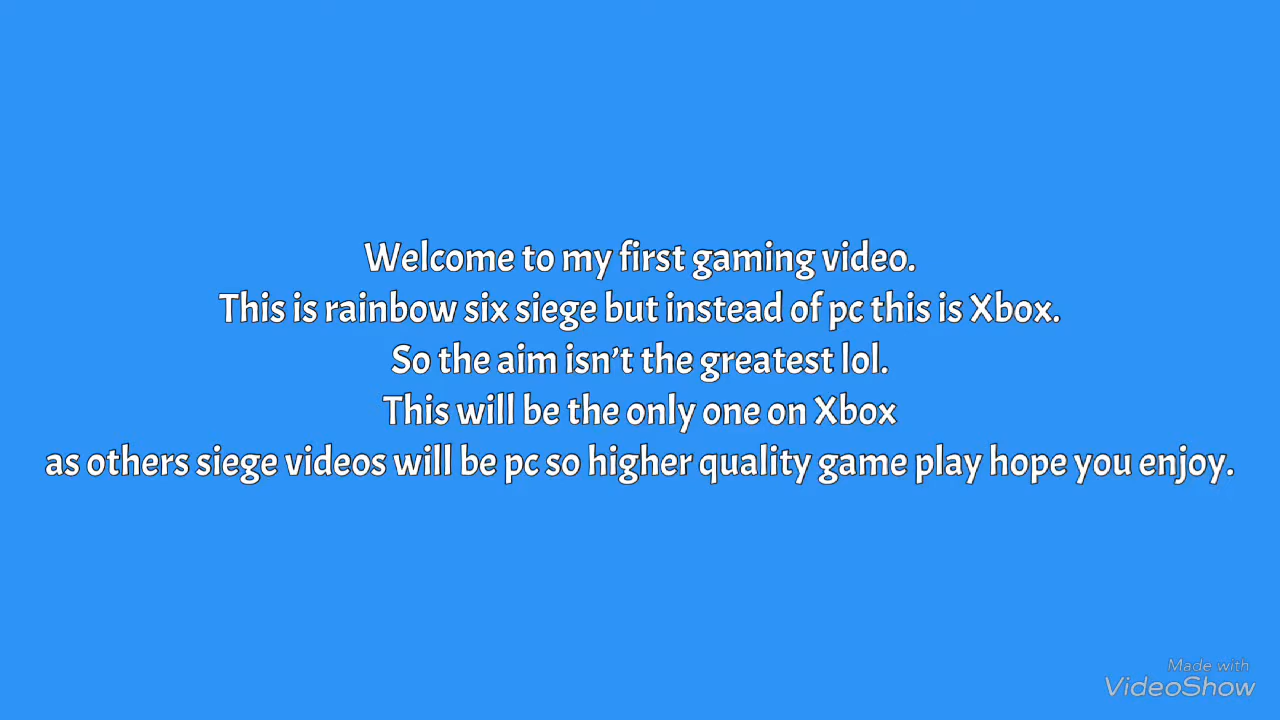 Welcome to my first gaming video.
This is rainbow six siege but instead of pc this is Xbox.
So the aim isn't the greatest lol.
This will be the only one on Xbox
as others siege videos will be pc so higher quality game play hope you enjoy.
Made with
VideoShow